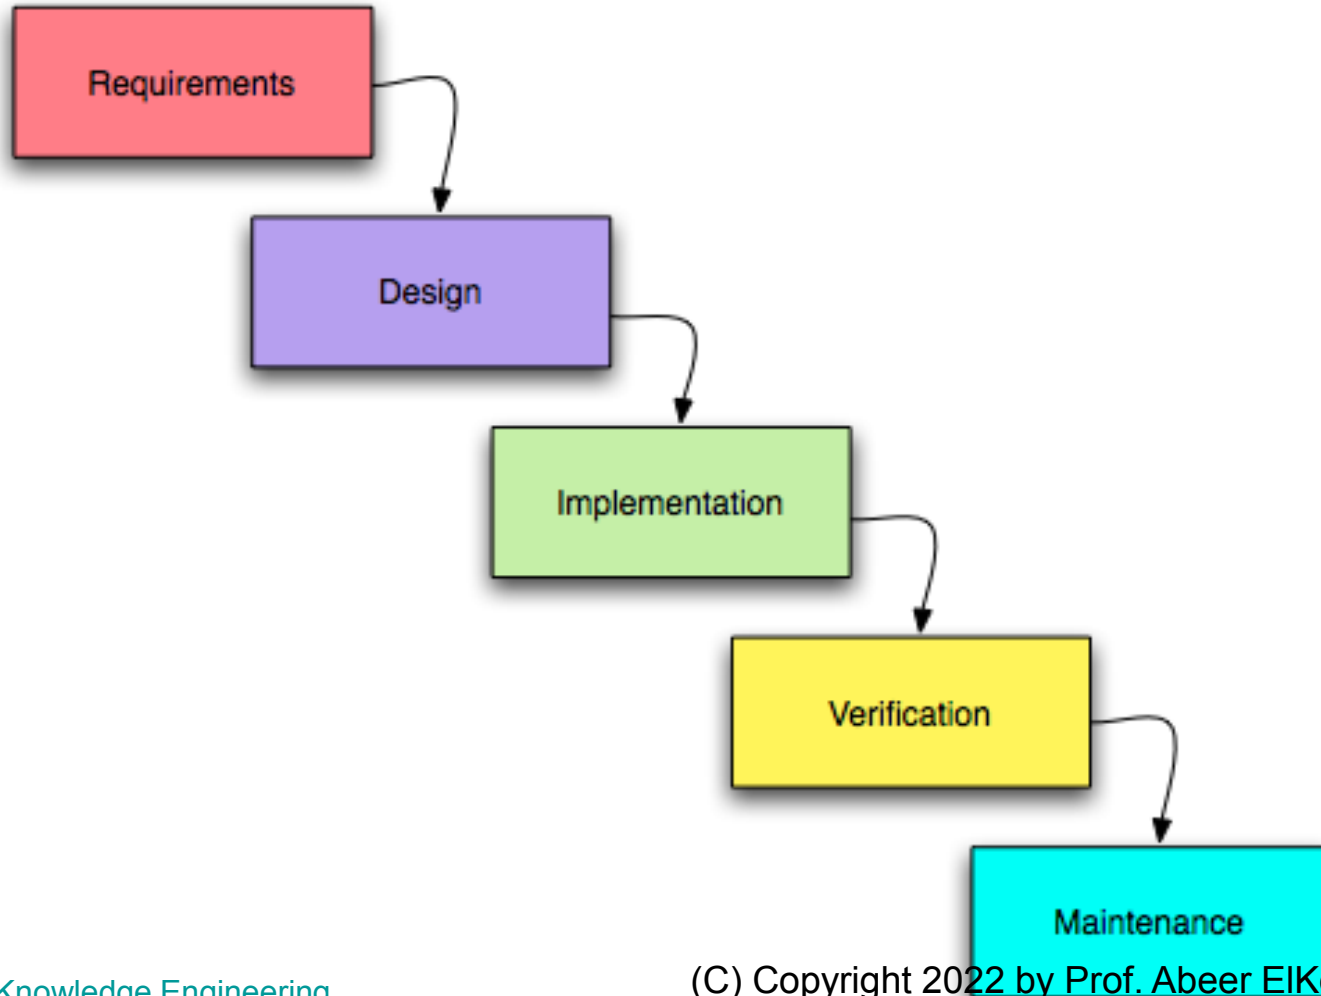 Requirements
Design
Implementation
Verification
Maintenance
Knowledge Engineering
(C) Copyright 2022 by Prof. Abeer